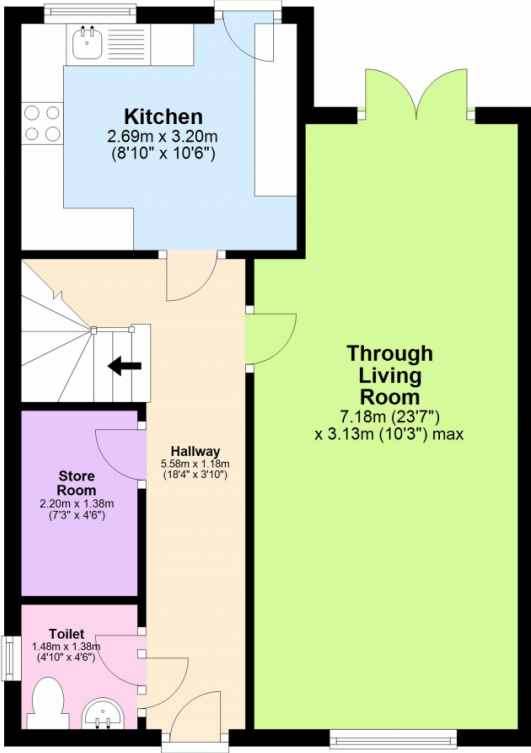 Kitchen
2.69m x 3.20m
(8'10" x 10'6")
Through
Living
Room
7.18m (23'7")
x 3.13m (10'3") max
Hallway
5.58m x 1.18m
(18'4" x 3'10")
Store
Room
2.20m x 1.38m
(7'3" x 4'6")
Toilet
1.48m x 1.38m
(4'10" x 4'6")